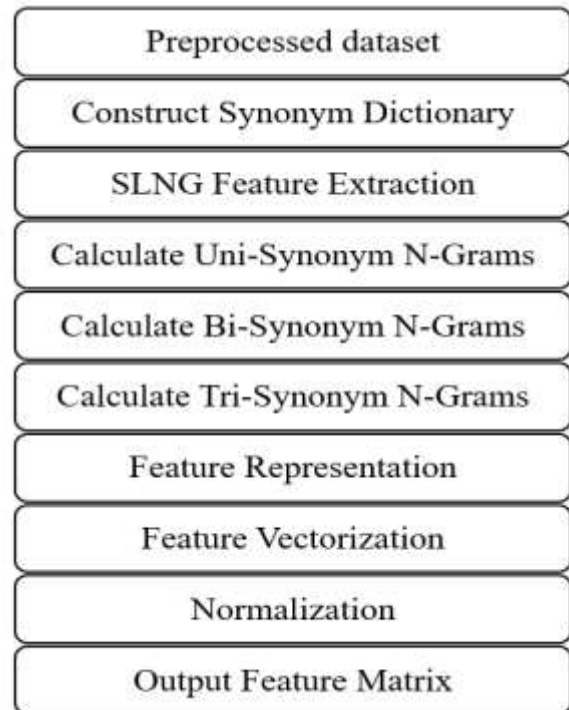 Preprocessed dataset
Construct Synonym Dictionary
SLNG Feature Extraction
Calculate Uni-Synonym N-Grams
Calculate Bi-Synonym N-Grams
Calculate Tri-Synonym N-Grams
Feature Representation
Feature Vectorization
Normalization
Output Feature Matrix